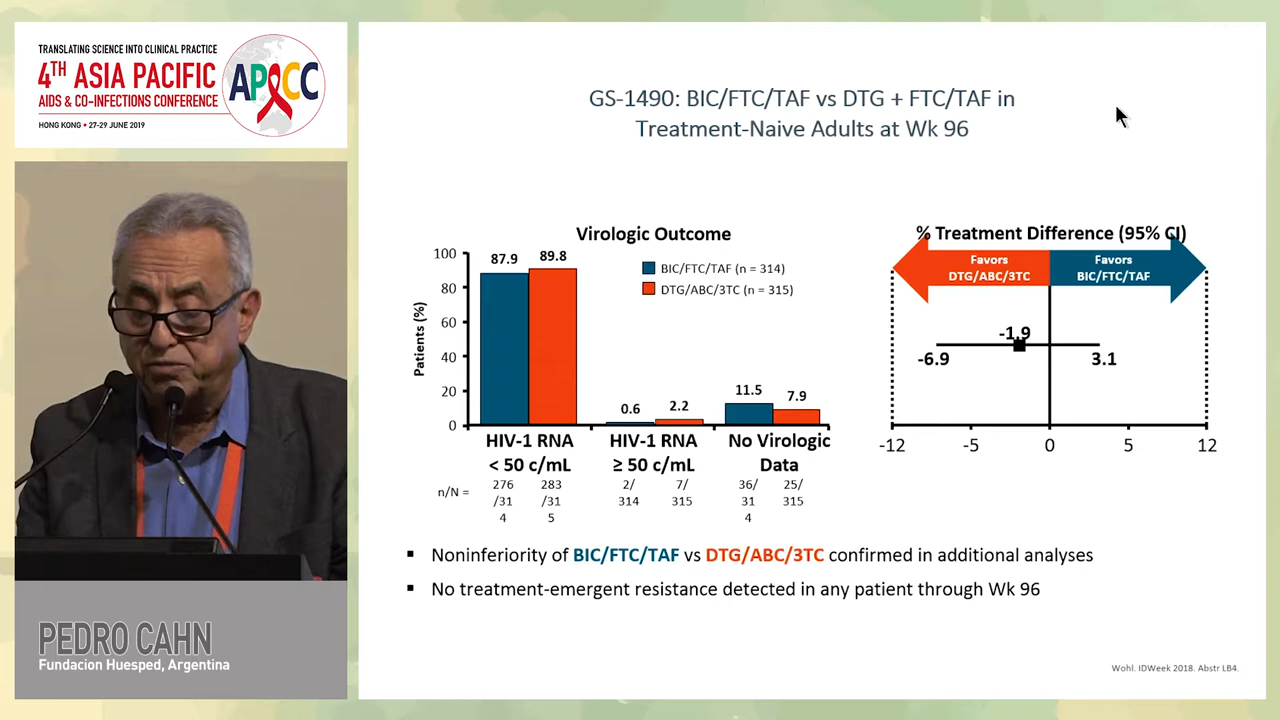 TRANSLATING SCIENCE INTO CLINICAL PRACTICE
4TH ASIA PACIFIC
AIDS & CO-INFECTIONS CONFERENCE
HONG KONG • 27-29 JUNE 2019
APACC
GS-1490: BIC/FTC/TAF vs DTG + FTC/TAF in
Treatment-Naive Adults at Wk 96
Virologic Outcome
BIC/FTC/TAF (n = 314)
DTG/ABC/3TC (n = 315)
Patients (%)
100
80
60
40
20
0
87.9
89.8
0.6
2.2
11.5
7.9
HIV-1 RNA
< 50 c/mL
HIV-1 RNA
≥ 50 c/mL
No Virologic
Data
n/N =
276
/31
4
283
/31
5
2/
314
7/
315
36/
31
4
25/
315
% Treatment Difference (95% CI)
Favors
DTG/ABC/3TC
Favors
BIC/FTC/TAF
-1.9
-6.9
3.1
-12
-5
0
5
12
▪ Noninferiority of BIC/FTC/TAF vs DTG/ABC/3TC confirmed in additional analyses
▪ No treatment-emergent resistance detected in any patient through Wk 96
Wohl. IDWeek 2018. Abstr LB4.
PEDRO CAHN
Fundacion Huesped, Argentina